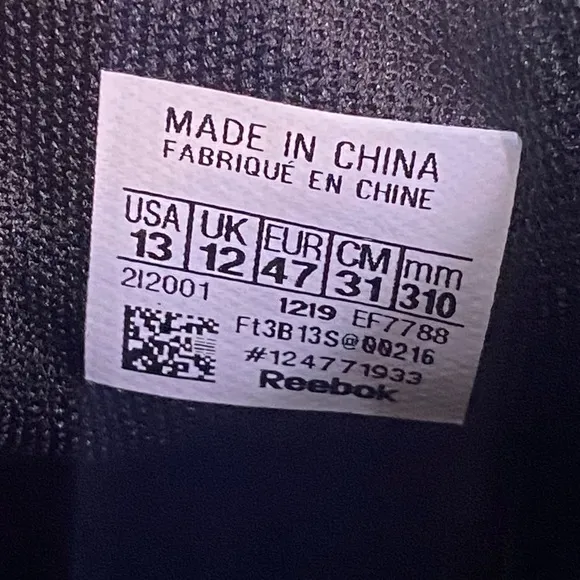 MADE IN CHINA
FABRIQUÉ EN CHINE
USA UK EUR CM mm
13 12 47 31 310
212001 1219 EF7788
Ft3B13S@00216
#124771933
Reebok